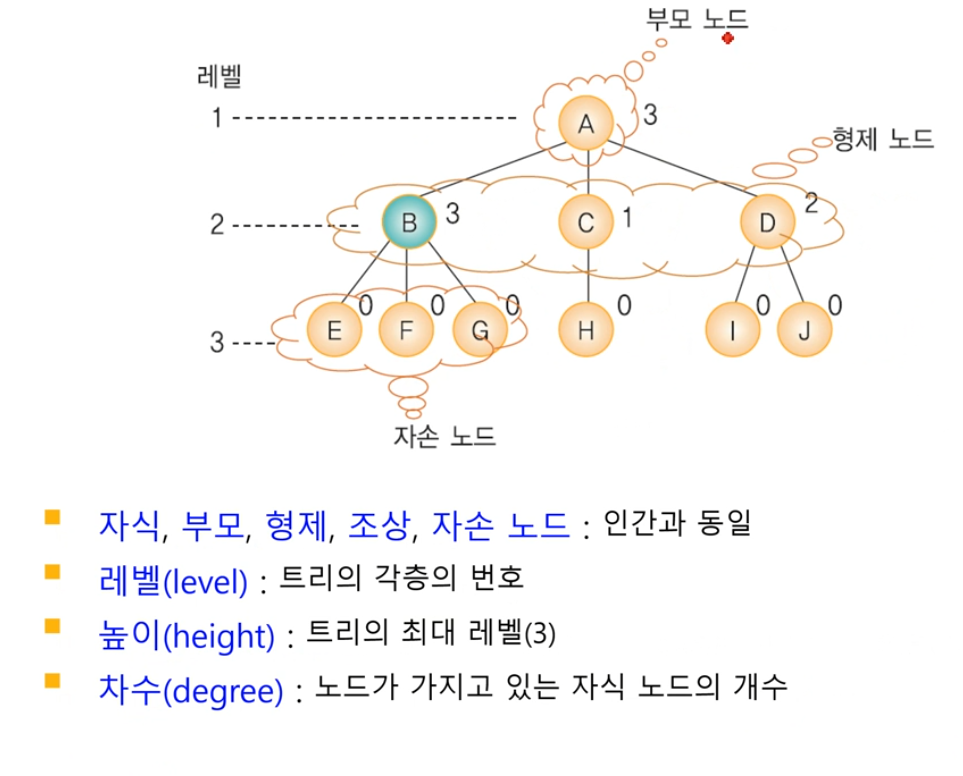 부모 노드
레벨
1
A
3
형제 노드
2
B
3
C
1
D
2
3
E
0
F
0
G
0
H
0
I
0
J
0
자손 노드
자식, 부모, 형제, 조상, 자손 노드 : 인간과 동일
레벨(level) : 트리의 각층의 번호
높이(height) : 트리의 최대 레벨(3)
차수(degree) : 노드가 가지고 있는 자식 노드의 개수